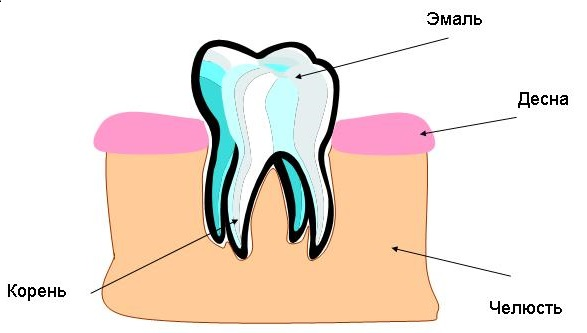 Эмаль
Десна
Корень
Челюсть